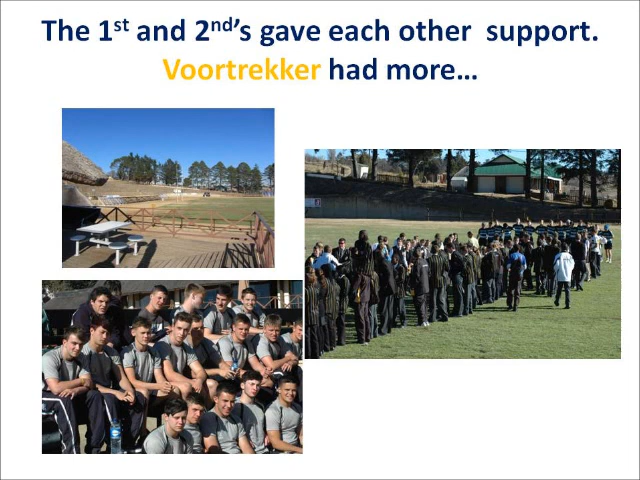 The 1st and 2nd's gave each other support.
Voortrekker had more…